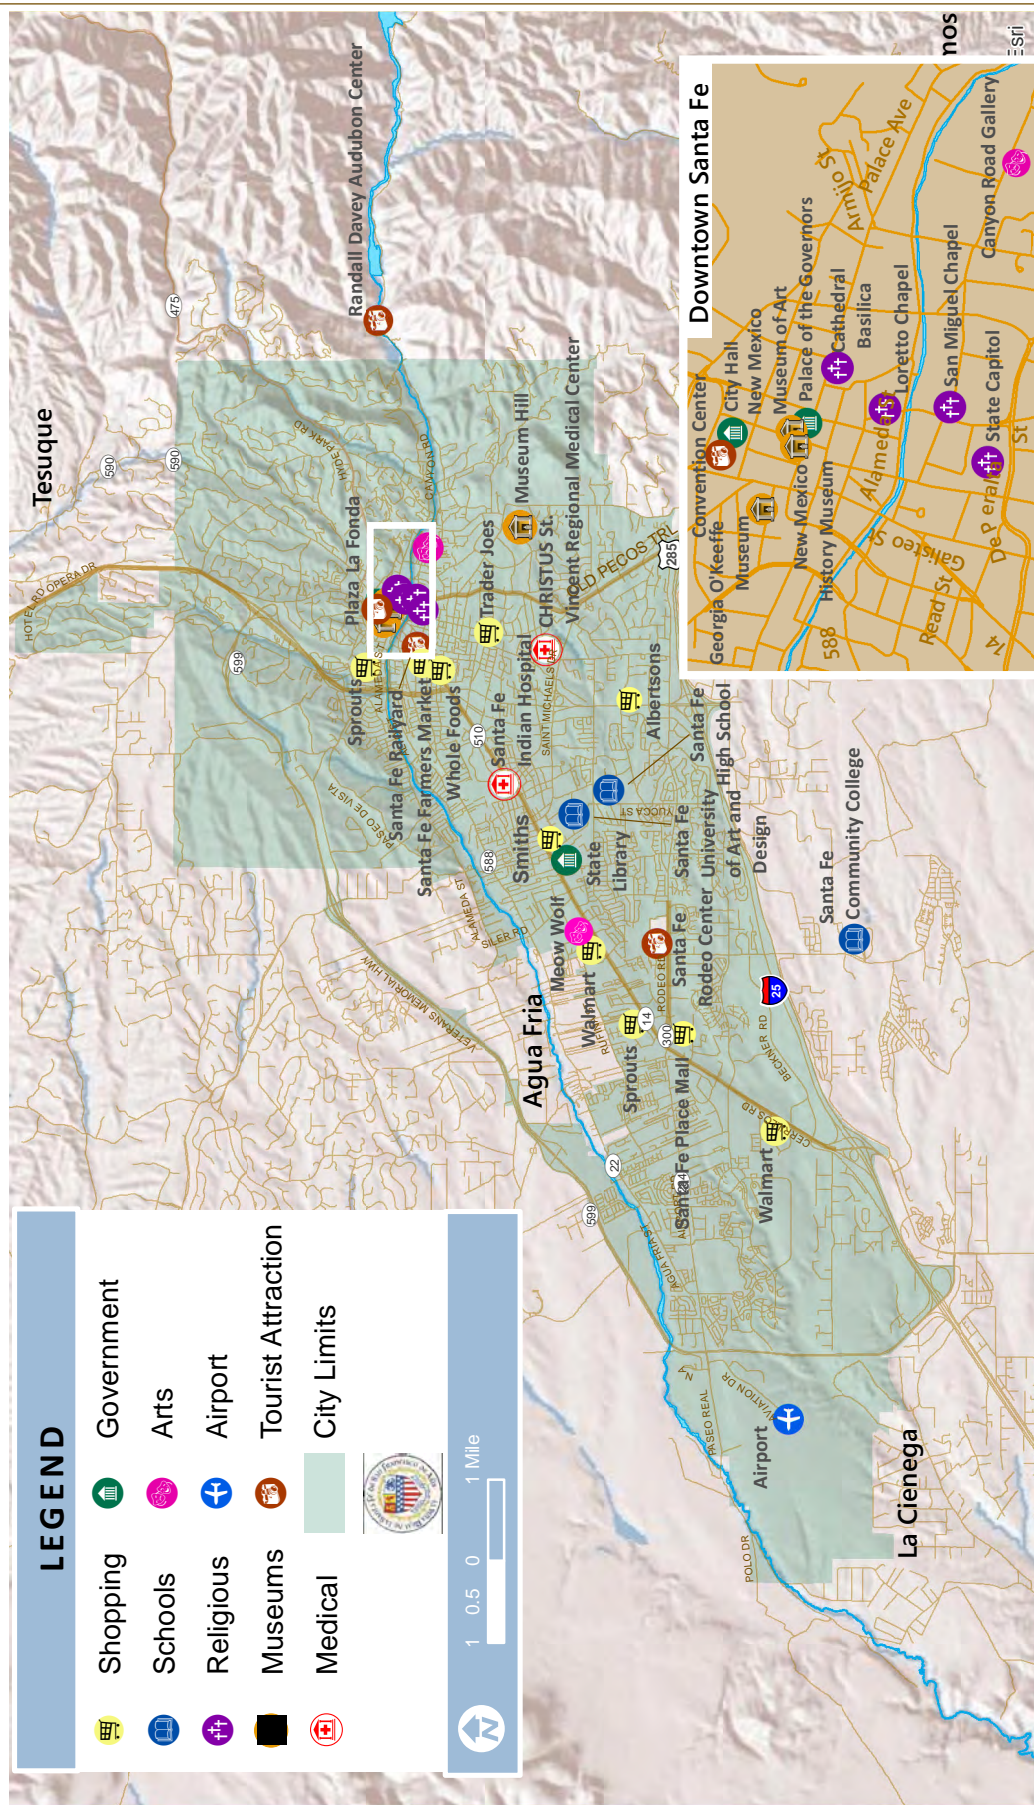 LEGEND
Shopping
Government
Schools
Arts
Religious
Airport
Museums
Tourist Attraction
Medical
City Limits
N
1 0.5 0 1 Mile
Tesuque
HOTEL RD
OPERA DR
590
590
475
599
HYDE PARK RD
CANYON RD
Randall Davey Audubon Center
Plaza La Fonda
Sprouts
ALAMEDA ST
Santa Fe Railyard
Santa Fe Farmers Market
Whole Foods
PASEO DE VISTA
Trader Joes
Museum Hill
CHRISTUS St.
Vincent Regional Medical Center
OLD PECOS TRL
285
510
Santa Fe
Indian Hospital
SAINT MICHAELS DR
Albertsons
588
ALAMEDA ST
SILER RD
Smiths
State
Library
YUCCA ST
Santa Fe
High School
Santa Fe
University
of Art and
Design
Meow Wolf
Walmart
Santa Fe
Rodeo Center
RODEO RD
Santa Fe
Community College
VETERANS MEMORIAL HWY
Agua Fria
14
300
25
Sprouts
Santa Fe Place Mall
BECKNER RD
CERRILLOS RD
Walmart
22
599
AGUA FRIA ST
PASEO REAL
AVIATION DR
Airport
POLO DR
La Cienega
Downtown Santa Fe
Convention Center
City Hall
New Mexico
Museum of Art
Palace of the Governors
Georgia O'Keeffe
Museum
New Mexico
History Museum
Cathedral
Basilica
Loretto Chapel
San Miguel Chapel
State Capitol
Canyon Road Gallery
Armijo St
Palace Ave
Alameda St
Galisteo St
Read St
De Peralta
St
588
14
mos
Esri